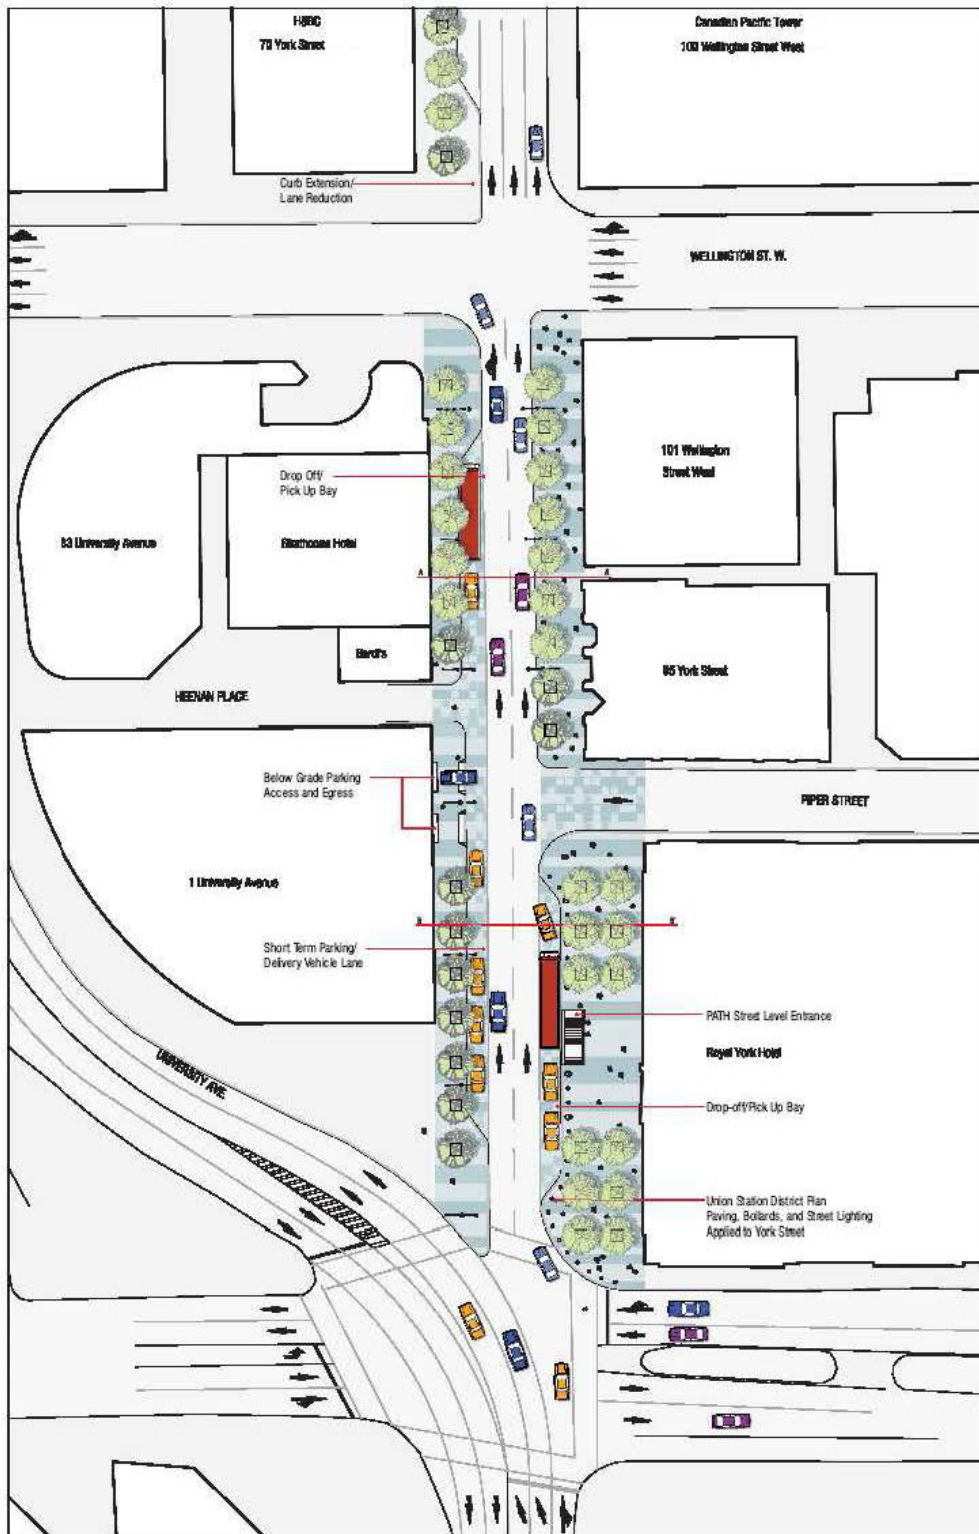 HSBC
70 York Street
Canadian Pacific Tower
100 Wellington Street West
Curb Extension/
Lane Reduction
WELLINGTON ST. W.
101 Wellington
Street West
Drop Off/
Pick Up Bay
Strathcona Hotel
A
A'
Bardi's
85 York Street
HEENAN PLACE
Below Grade Parking
Access and Egress
PIPER STREET
1 University Avenue
B
B'
Short Term Parking/
Delivery Vehicle Lane
PATH Street Level Entrance
Royal York Hotel
UNIVERSITY AVE.
Drop-off/Pick Up Bay
Union Station District Plan
Paving, Bollards, and Street Lighting
Applied to York Street
University Avenue